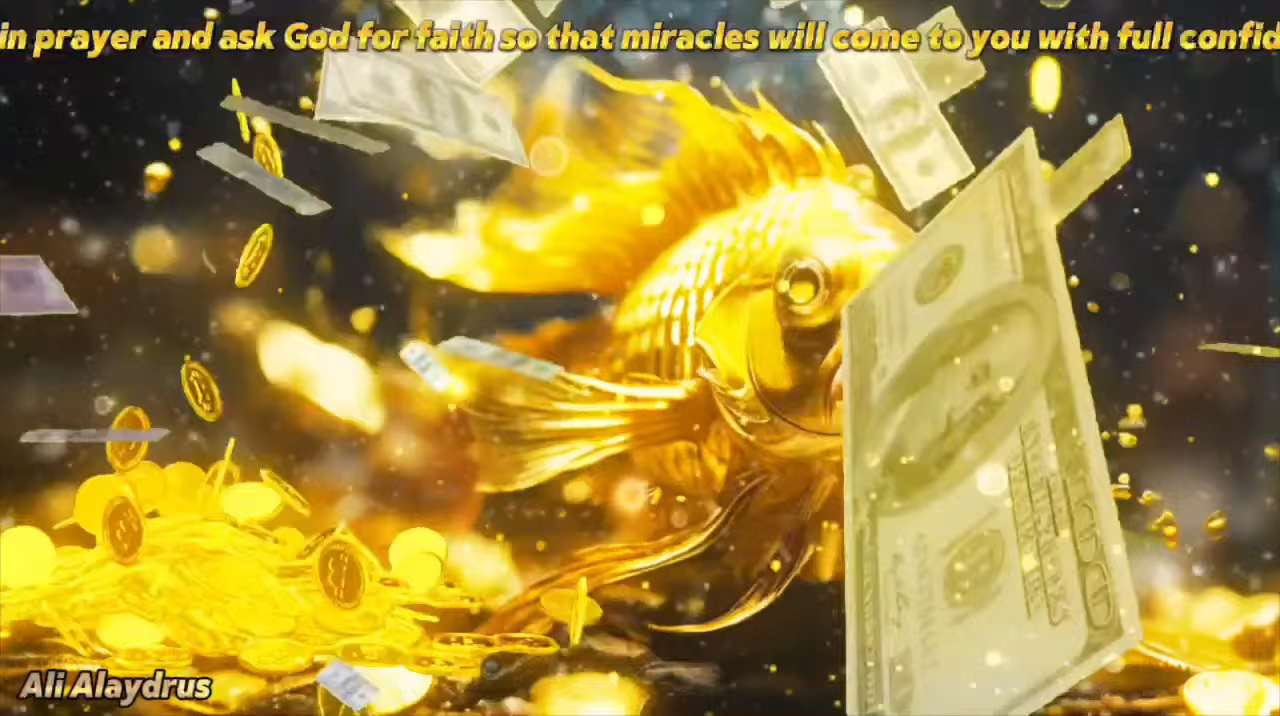 in prayer and ask God for faith so that miracles will come to you with full confid
Ali Alaydrus